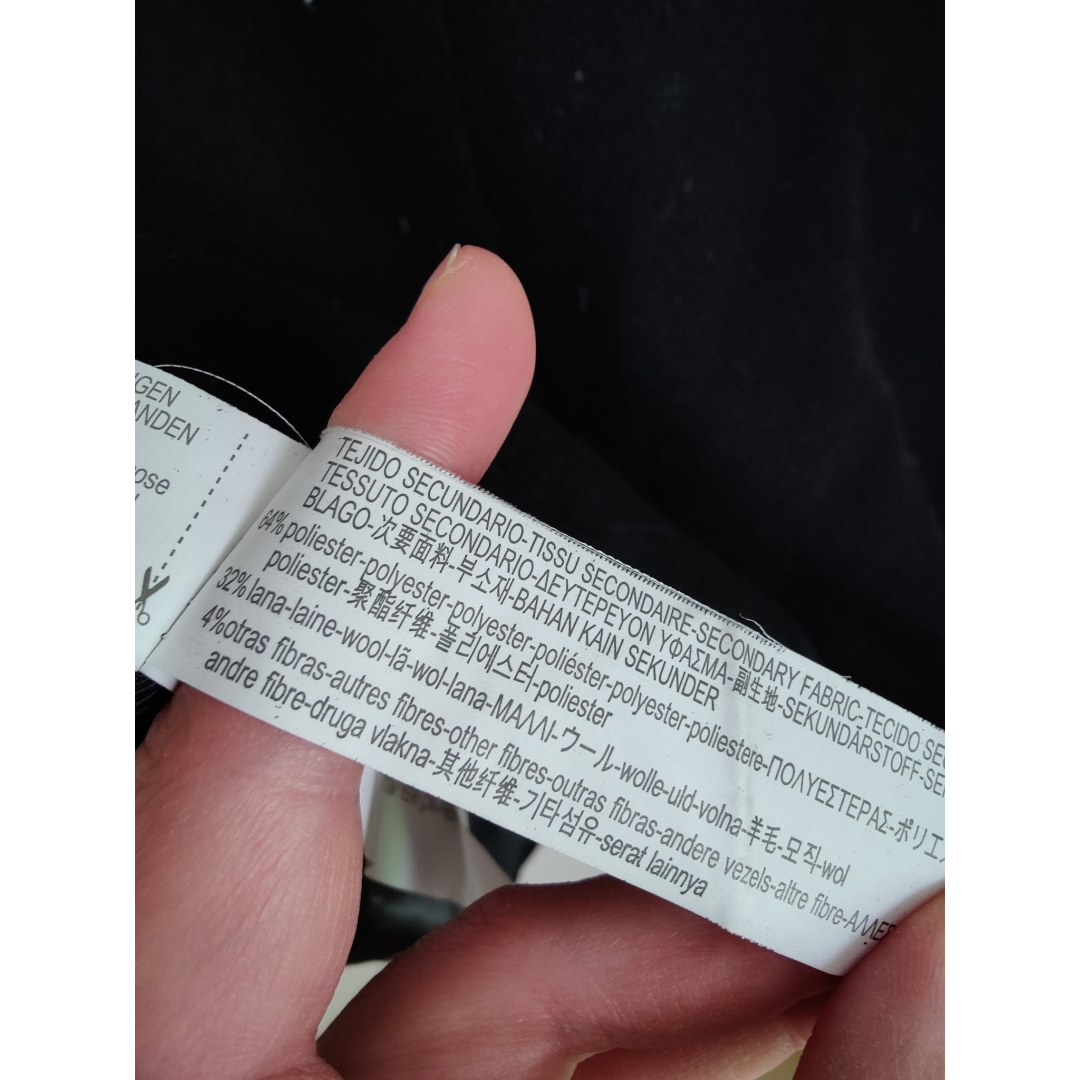 GEN
ANDEN
ose
TEJIDO SECUNDARIO-TISSU SECONDAIRE-SECONDARY FABRIC-TECIDO SE
TESSUTO SECONDARIO-ΔΕΥΤΕΡΕΥΟΝ ΥΦΑΣΜΑ-副生地-SEKUNDÄRSTOFF-SE
BLAGO-次要面料-부소재-BAHAN KAIN SEKUNDER
64%poliester-polyester-polyester-poliéster-polyester-poliestere-ΠΟΛΥΕΣΤΕΡΑΣ-ポリエ
poliester-聚酯纤维-폴리에스터-poliester
32%lana-laine-wool-lã-wol-lana-ΜΑΛΛΙ-ウール-wolle-uld-volna-羊毛-모직-wol
4%otras fibras-autres fibres-other fibres-outras fibras-andere vezels-altre fibre-ΑΛΛΕΣ
andre fibre-druga vlakna-其他纤维-기타섬유-serat lainnya